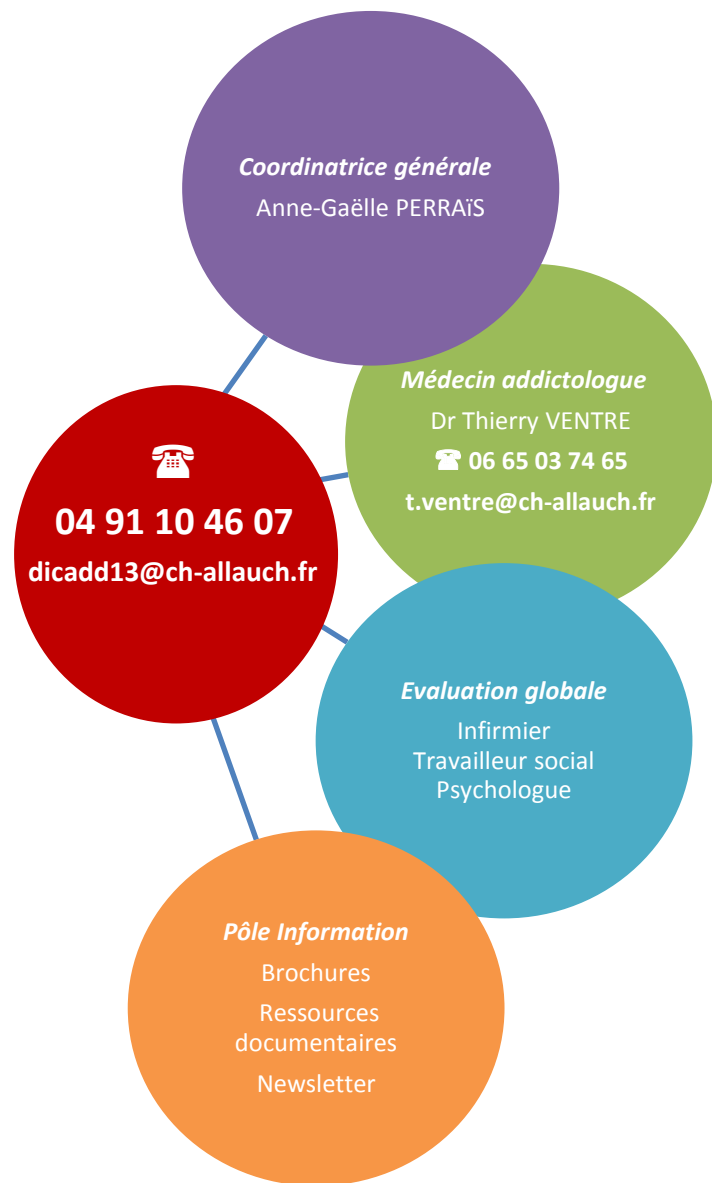 Coordinatrice générale
Anne-Gaëlle PERRAïS
Médecin addictologue
Dr Thierry VENTRE
☎ 06 65 03 74 65
t.ventre@ch-allauch.fr
☎
04 91 10 46 07
dicadd13@ch-allauch.fr
Evaluation globale
Infirmier
Travailleur social
Psychologue
Pôle Information
Brochures
Ressources
documentaires
Newsletter